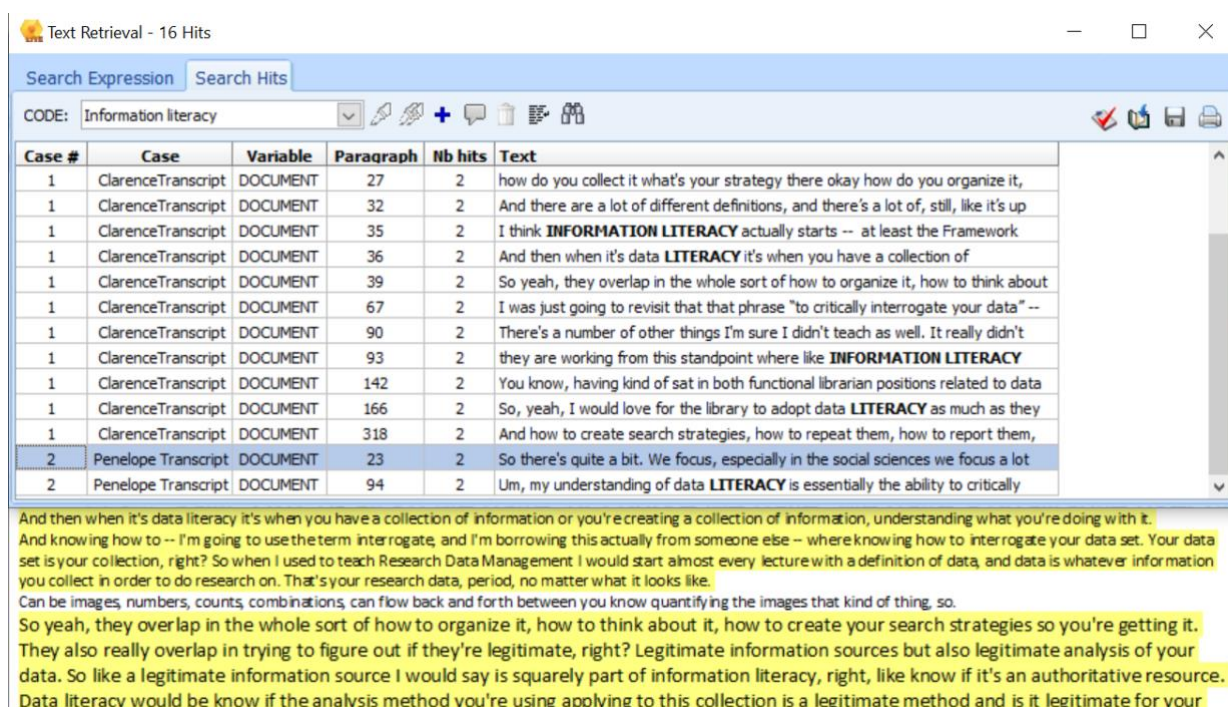 Text Retrieval - 16 Hits
Search Expression Search Hits
CODE: Information literacy
Case # Case Variable Paragraph Nb hits Text
1 ClarenceTranscript DOCUMENT 27 2 how do you collect it what's your strategy there okay how do you organize it,
1 ClarenceTranscript DOCUMENT 32 2 And there are a lot of different definitions, and there's a lot of, still, like it's up
1 ClarenceTranscript DOCUMENT 35 2 I think INFORMATION LITERACY actually starts -- at least the Framework
1 ClarenceTranscript DOCUMENT 36 2 And then when it's data LITERACY it's when you have a collection of
1 ClarenceTranscript DOCUMENT 39 2 So yeah, they overlap in the whole sort of how to organize it, how to think about
1 ClarenceTranscript DOCUMENT 67 2 I was just going to revisit that that phrase "to critically interrogate your data" --
1 ClarenceTranscript DOCUMENT 90 2 There's a number of other things I'm sure I didn't teach as well. It really didn't
1 ClarenceTranscript DOCUMENT 93 2 they are working from this standpoint where like INFORMATION LITERACY
1 ClarenceTranscript DOCUMENT 142 2 You know, having kind of sat in both functional librarian positions related to data
1 ClarenceTranscript DOCUMENT 166 2 So, yeah, I would love for the library to adopt data LITERACY as much as they
1 ClarenceTranscript DOCUMENT 318 2 And how to create search strategies, how to repeat them, how to report them,
2 Penelope Transcript DOCUMENT 23 2 So there's quite a bit. We focus, especially in the social sciences we focus a lot
2 Penelope Transcript DOCUMENT 94 2 Um, my understanding of data LITERACY is essentially the ability to critically
And then when it's data literacy it's when you have a collection of information or you're creating a collection of information, understanding what you're doing with it.
And knowing how to -- I'm going to use the term interrogate, and I'm borrowing this actually from someone else -- where knowing how to interrogate your data set. Your data
set is your collection, right? So when I used to teach Research Data Management I would start almost every lecture with a definition of data, and data is whatever information
you collect in order to do research on. That's your research data, period, no matter what it looks like.
Can be images, numbers, counts, combinations, can flow back and forth between you know quantifying the images that kind of thing, so.
So yeah, they overlap in the whole sort of how to organize it, how to think about it, how to create your search strategies so you're getting it.
They also really overlap in trying to figure out if they're legitimate, right? Legitimate information sources but also legitimate analysis of your
data. So like a legitimate information source I would say is squarely part of information literacy, right, like know if it's an authoritative resource.
Data literacy would be know if the analysis method you're using applying to this collection is a legitimate method and is it legitimate for your